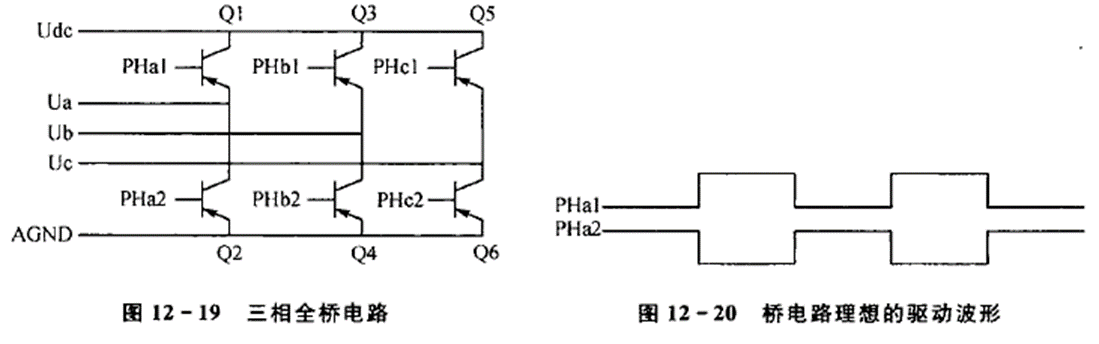 Q1 Q3 Q5
Udc
PHa1 PHb1 PHc1
Ua
Ub
Uc
PHa2 PHb2 PHc2
AGND
Q2 Q4 Q6
图 12-19 三相全桥电路
PHa1
PHa2
图 12-20 桥电路理想的驱动波形